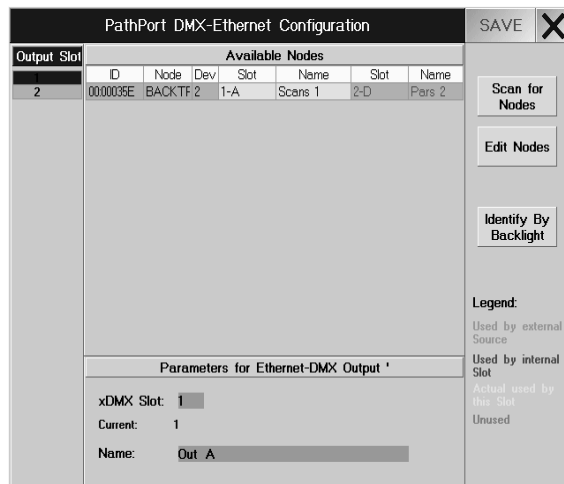 PathPort DMX-Ethernet Configuration
SAVE
Output Slot
Available Nodes
ID Node Dev Slot Name Slot Name
1
00:00035E BACKTF 2 1-A Scans 1 2-D Pars 2
2
Scan for
Nodes
Edit Nodes
Identify By
Backlight
Legend:
Used by external
Source
Used by internal
Slot
Actual used by
this Slot
Unused
Parameters for Ethernet-DMX Output '
xDMX Slot: 1
Current: 1
Name: Out A